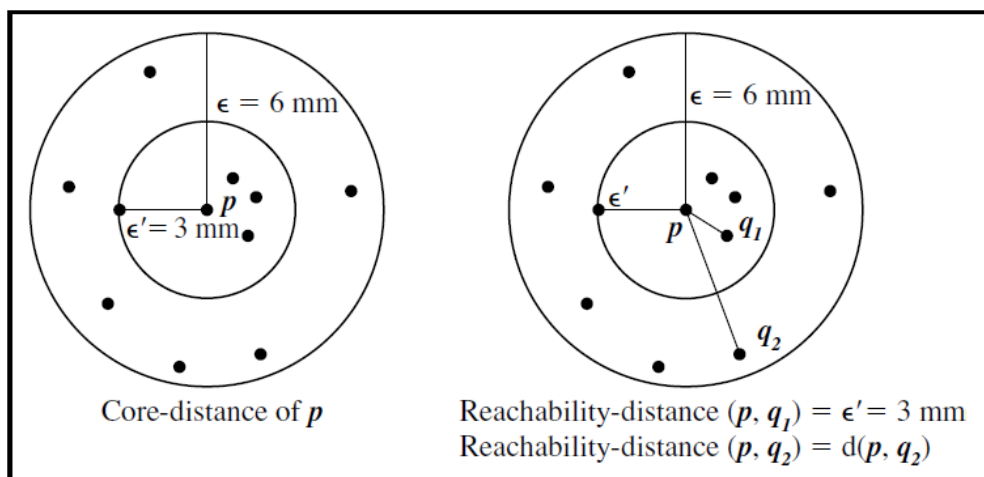 ϵ = 6 mm
p
ϵ′= 3 mm
Core-distance of p
ϵ = 6 mm
ϵ′
p
q₁
q₂
Reachability-distance (p, q₁) = ϵ′= 3 mm
Reachability-distance (p, q₂) = d(p, q₂)